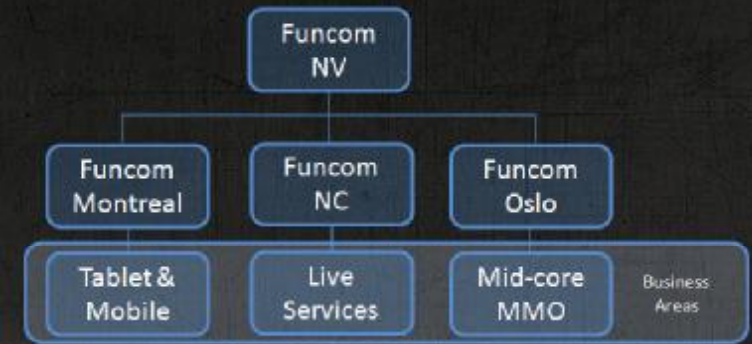 Funcom
NV
Funcom
Montreal
Funcom
NC
Funcom
Oslo
Tablet &
Mobile
Live
Services
Mid-core
MMO
Business
Areas